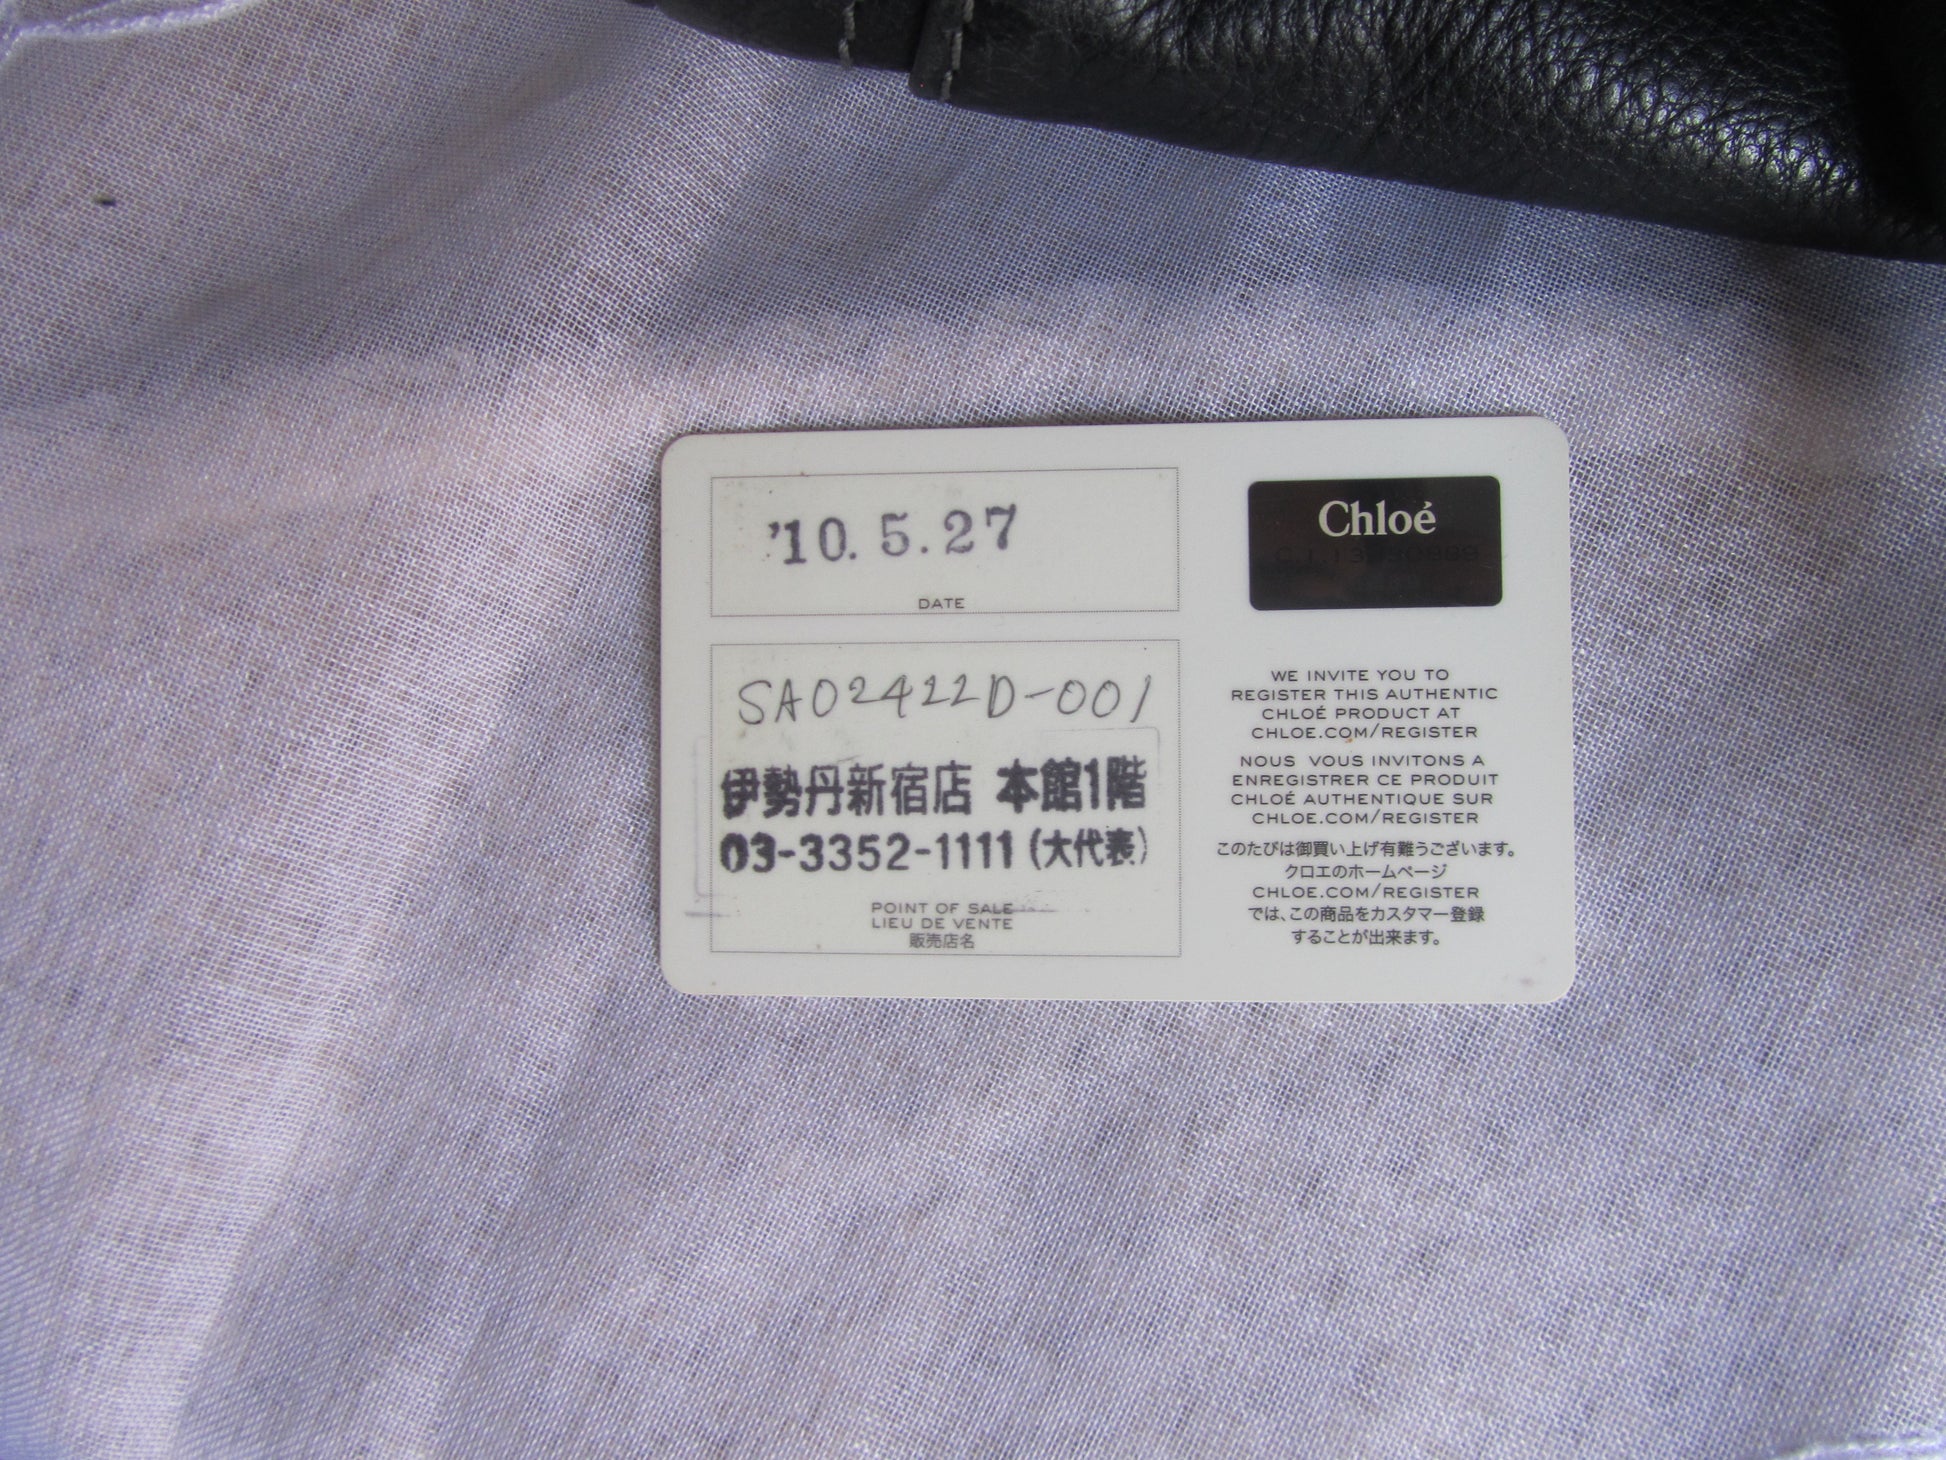 '10. 5. 27
DATE
SA02422D-001
伊勢丹新宿店 本館1階
03-3352-1111 (大代表)
POINT OF SALE
LIEU DE VENTE
販売店名
Chloé
WE INVITE YOU TO
REGISTER THIS AUTHENTIC
CHLOÉ PRODUCT AT
CHLOE.COM/REGISTER
NOUS VOUS INVITONS A
ENREGISTRER CE PRODUIT
CHLOÉ AUTHENTIQUE SUR
CHLOE.COM/REGISTER
このたびは御買い上げ有難うございます。
クロエのホームページ
CHLOE.COM/REGISTER
では、この商品をカスタマー登録
することが出来ます。